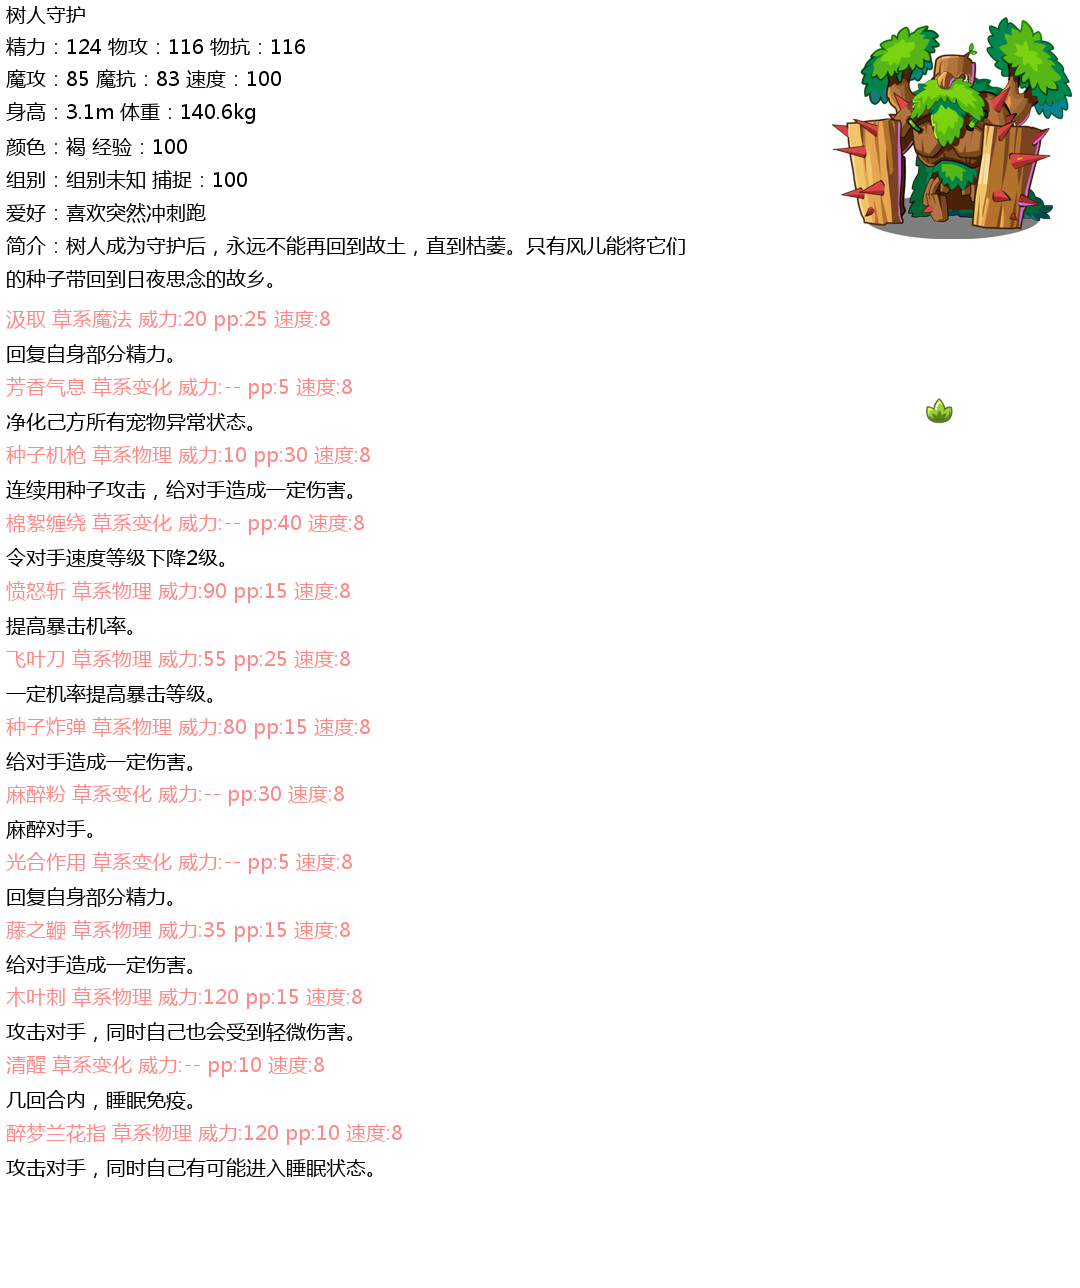 树人守护
精力：124 物攻：116 物抗：116
魔攻：85 魔抗：83 速度：100
身高：3.1m 体重：140.6kg
颜色：褐 经验：100
组别：组别未知 捕捉：100
爱好：喜欢突然冲刺跑
简介：树人成为守护后，永远不能再回到故土，直到枯萎。只有风儿能将它们
的种子带回到日夜思念的故乡。
汲取 草系魔法 威力:20 pp:25 速度:8
回复自身部分精力。
芳香气息 草系变化 威力:-- pp:5 速度:8
净化己方所有宠物异常状态。
种子机枪 草系物理 威力:10 pp:30 速度:8
连续用种子攻击，给对手造成一定伤害。
棉絮缠绕 草系变化 威力:-- pp:40 速度:8
令对手速度等级下降2级。
愤怒斩 草系物理 威力:90 pp:15 速度:8
提高暴击机率。
飞叶刀 草系物理 威力:55 pp:25 速度:8
一定机率提高暴击等级。
种子炸弹 草系物理 威力:80 pp:15 速度:8
给对手造成一定伤害。
麻醉粉 草系变化 威力:-- pp:30 速度:8
麻醉对手。
光合作用 草系变化 威力:-- pp:5 速度:8
回复自身部分精力。
藤之鞭 草系物理 威力:35 pp:15 速度:8
给对手造成一定伤害。
木叶刺 草系物理 威力:120 pp:15 速度:8
攻击对手，同时自己也会受到轻微伤害。
清醒 草系变化 威力:-- pp:10 速度:8
几回合内，睡眠免疫。
醉梦兰花指 草系物理 威力:120 pp:10 速度:8
攻击对手，同时自己有可能进入睡眠状态。